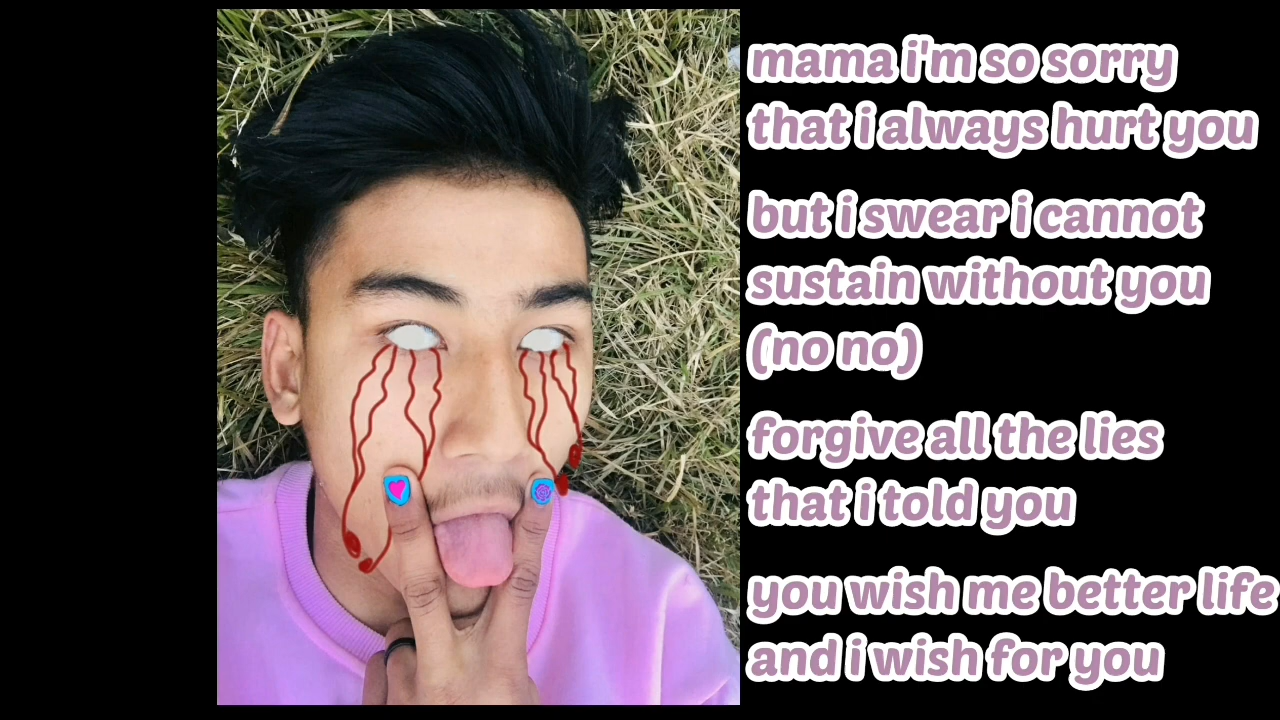 mama i'm so sorry
that i always hurt you
but i swear i cannot
sustain without you
(no no)
forgive all the lies
that i told you
you wish me better life
and i wish for you